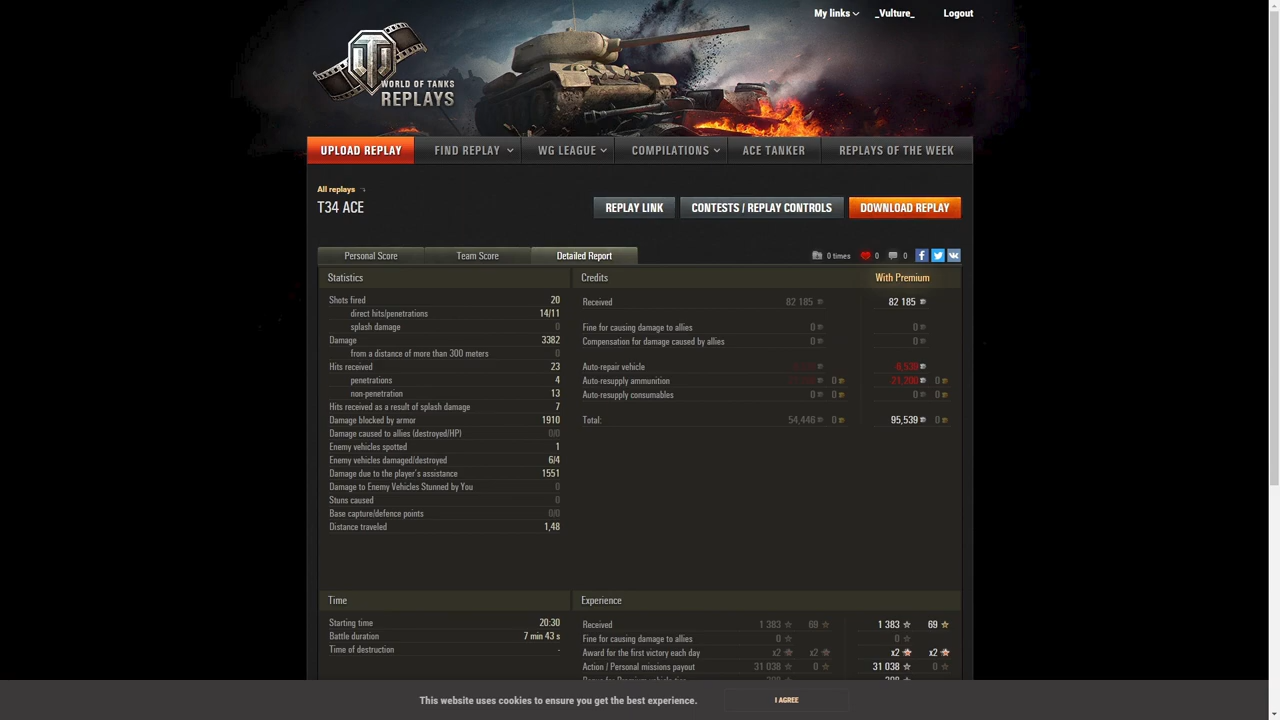 My links _Vulture_ Logout
WORLD OF TANKS
REPLAYS
UPLOAD REPLAY FIND REPLAY WG LEAGUE COMPILATIONS ACE TANKER REPLAYS OF THE WEEK
All replays
T34 ACE
REPLAY LINK CONTESTS / REPLAY CONTROLS DOWNLOAD REPLAY
Personal Score Team Score Detailed Report 0 times 0 0
Statistics
Shots fired 20
direct hits/penetrations 14/11
splash damage 0
Damage 3382
from a distance of more than 300 meters 0
Hits received 23
penetrations 4
non-penetration 13
Hits received as a result of splash damage 7
Damage blocked by armor 1910
Damage caused to allies (destroyed/HP) 0/0
Enemy vehicles spotted 1
Enemy vehicles damaged/destroyed 6/4
Damage due to the player's assistance 1551
Damage to Enemy Vehicles Stunned by You 0
Stuns caused 0
Base capture/defence points 0/0
Distance traveled 1,48
Credits With Premium
Received 82 185 82 185
Fine for causing damage to allies 0 0
Compensation for damage caused by allies 0 0
Auto-repair vehicle
Auto-resupply ammunition 0 -21,200 0
Auto-resupply consumables 0 0 0 0
Total: 54,446 0 95,539 0
Time
Starting time 20:30
Battle duration 7 min 43 s
Time of destruction -
Experience
Received 1 383 69 1 383 69
Fine for causing damage to allies 0 0
Award for the first victory each day x2 x2 x2 x2
Action / Personal missions payout 31 038 0 31 038 0
This website uses cookies to ensure you get the best experience. I AGREE